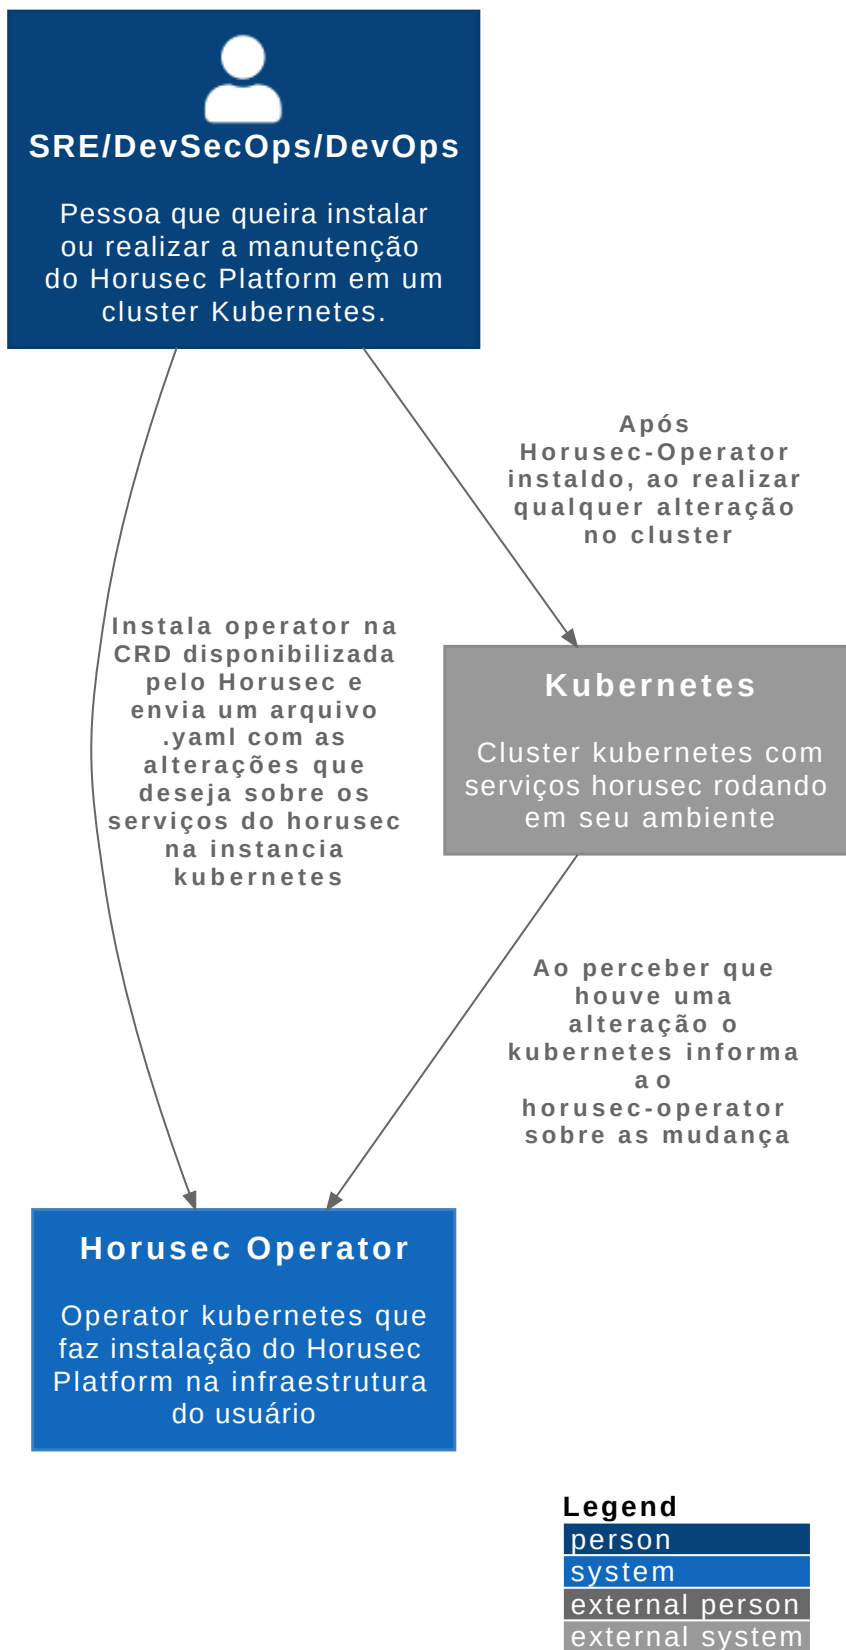 SRE/DevSecOps/DevOps
Pessoa que queira instalar
ou realizar a manutenção
do Horusec Platform em um
cluster Kubernetes.
Após
Horusec-Operator
instaldo, ao realizar
qualquer alteração
no cluster
Instala operator na
CRD disponibilizada
pelo Horusec e
envia um arquivo
.yaml com as
alterações que
deseja sobre os
serviços do horusec
na instancia
kubernetes
Kubernetes
Cluster kubernetes com
serviços horusec rodando
em seu ambiente
Ao perceber que
houve uma
alteração o
kubernetes informa
ao
horusec-operator
sobre as mudança
Horusec Operator
Operator kubernetes que
faz instalação do Horusec
Platform na infraestrutura
do usuário
Legend
person
system
external person
external system